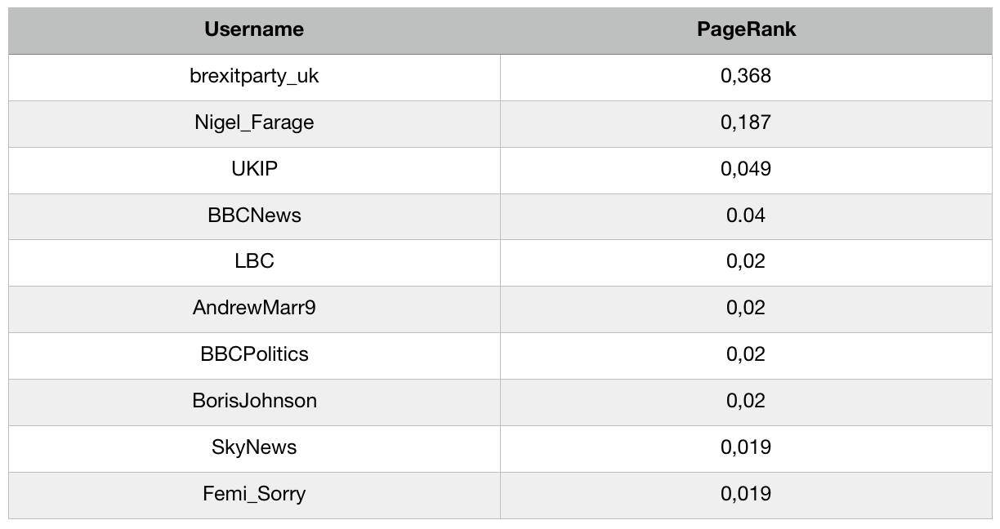 Username PageRank
brexitparty_uk 0,368
Nigel_Farage 0,187
UKIP 0,049
BBCNews 0.04
LBC 0,02
AndrewMarr9 0,02
BBCPolitics 0,02
BorisJohnson 0,02
SkyNews 0,019
Femi_Sorry 0,019